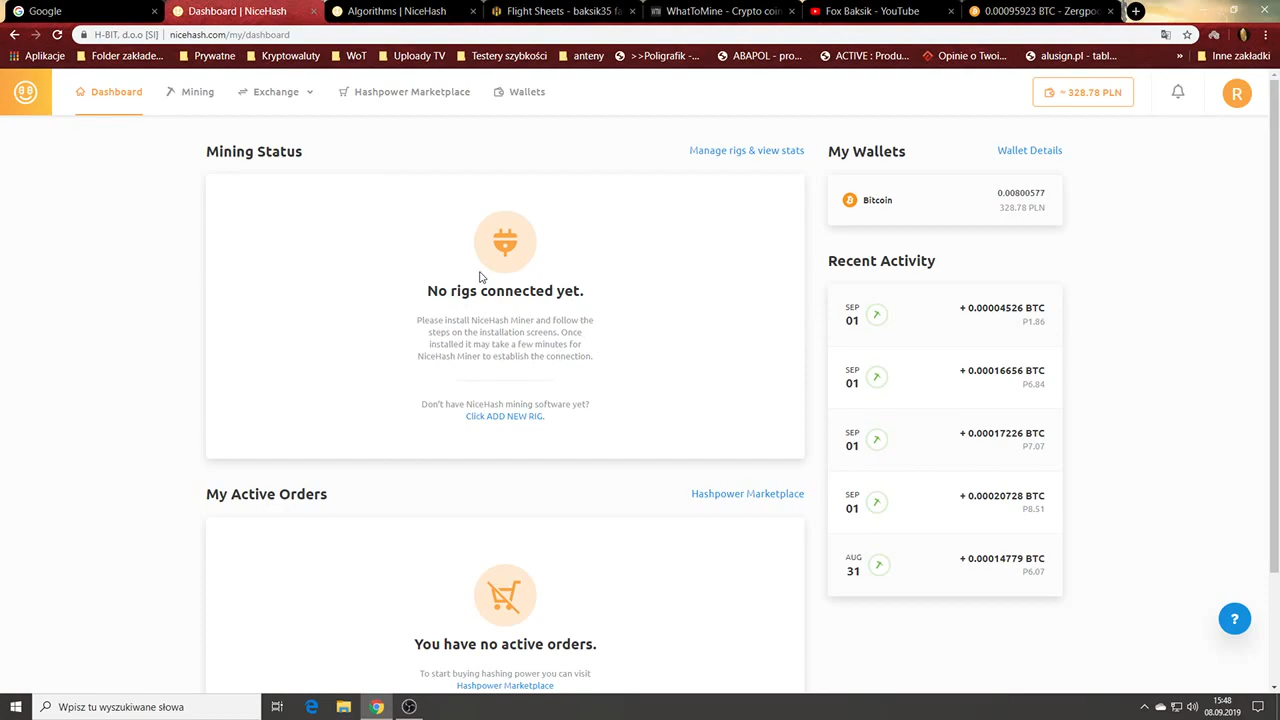 Google
Dashboard | NiceHash
Algorithms | NiceHash
Flight Sheets - baksik35 fa
WhatToMine - Crypto coin
Fox Baksik - YouTube
0.00095923 BTC - Zergpoo
H-BIT, d.o.o [SI] | nicehash.com/my/dashboard
Aplikacje
Folder zakłade...
Prywatne
Kryptowaluty
WoT
Uploady TV
Testery szybkości
anteny
>>Poligrafik -...
ABAPOL - pro...
ACTIVE : Produ...
Opinie o Twoi...
alusign.pl - tabl...
»
Inne zakładki
Dashboard
Mining
Exchange
Hashpower Marketplace
Wallets
≈ 328.78 PLN
R
Mining Status
Manage rigs & view stats
No rigs connected yet.
Please install NiceHash Miner and follow the
steps on the installation screens. Once
installed it may take a few minutes for
NiceHash Miner to establish the connection.
Don't have NiceHash mining software yet?
Click ADD NEW RIG.
My Active Orders
Hashpower Marketplace
You have no active orders.
To start buying hashing power you can visit
Hashpower Marketplace
My Wallets
Wallet Details
Bitcoin
0.00800577
328.78 PLN
Recent Activity
SEP
01
+ 0.00004526 BTC
P1.86
SEP
01
+ 0.00016656 BTC
P6.84
SEP
01
+ 0.00017226 BTC
P7.07
SEP
01
+ 0.00020728 BTC
P8.51
AUG
31
+ 0.00014779 BTC
P6.07
?
Wpisz tu wyszukiwane słowa
15:48
08.09.2019